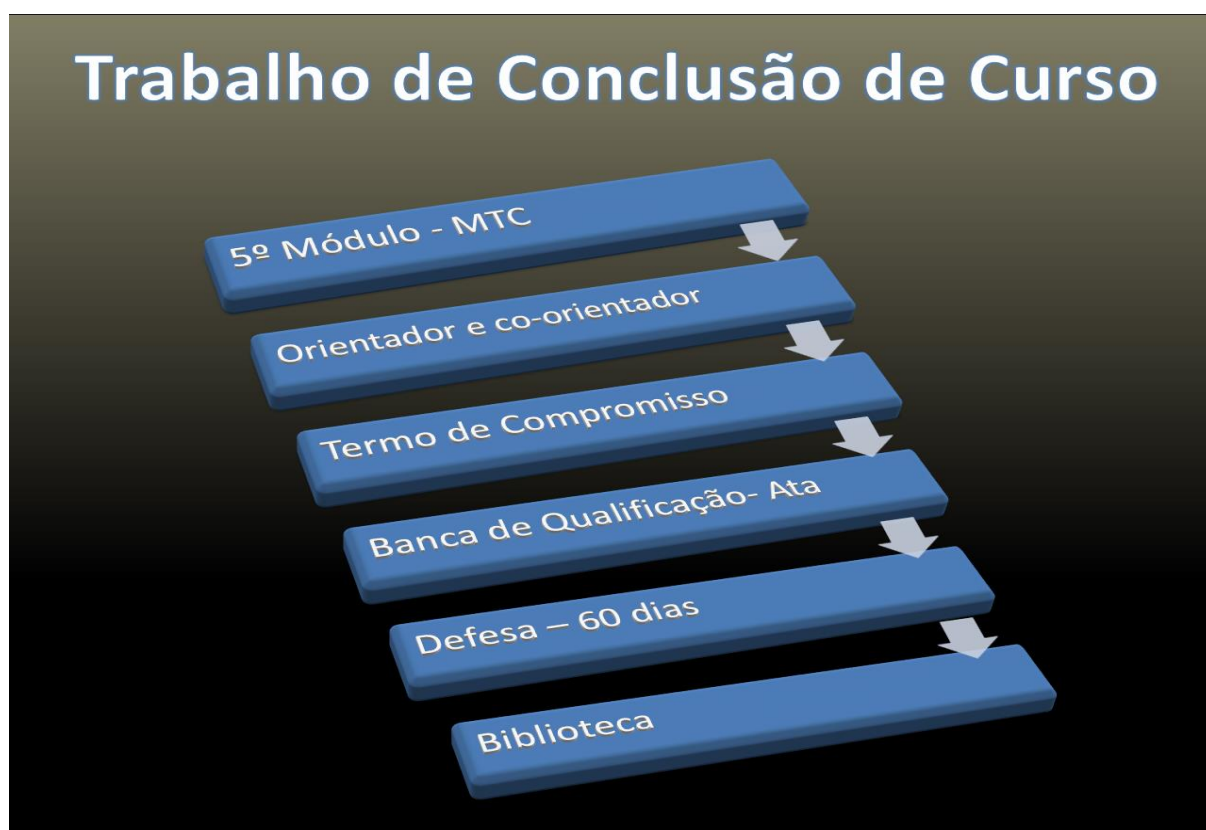 Trabalho de Conclusão de Curso
5º Módulo - MTC
Orientador e co-orientador
Termo de Compromisso
Banca de Qualificação- Ata
Defesa – 60 dias
Biblioteca